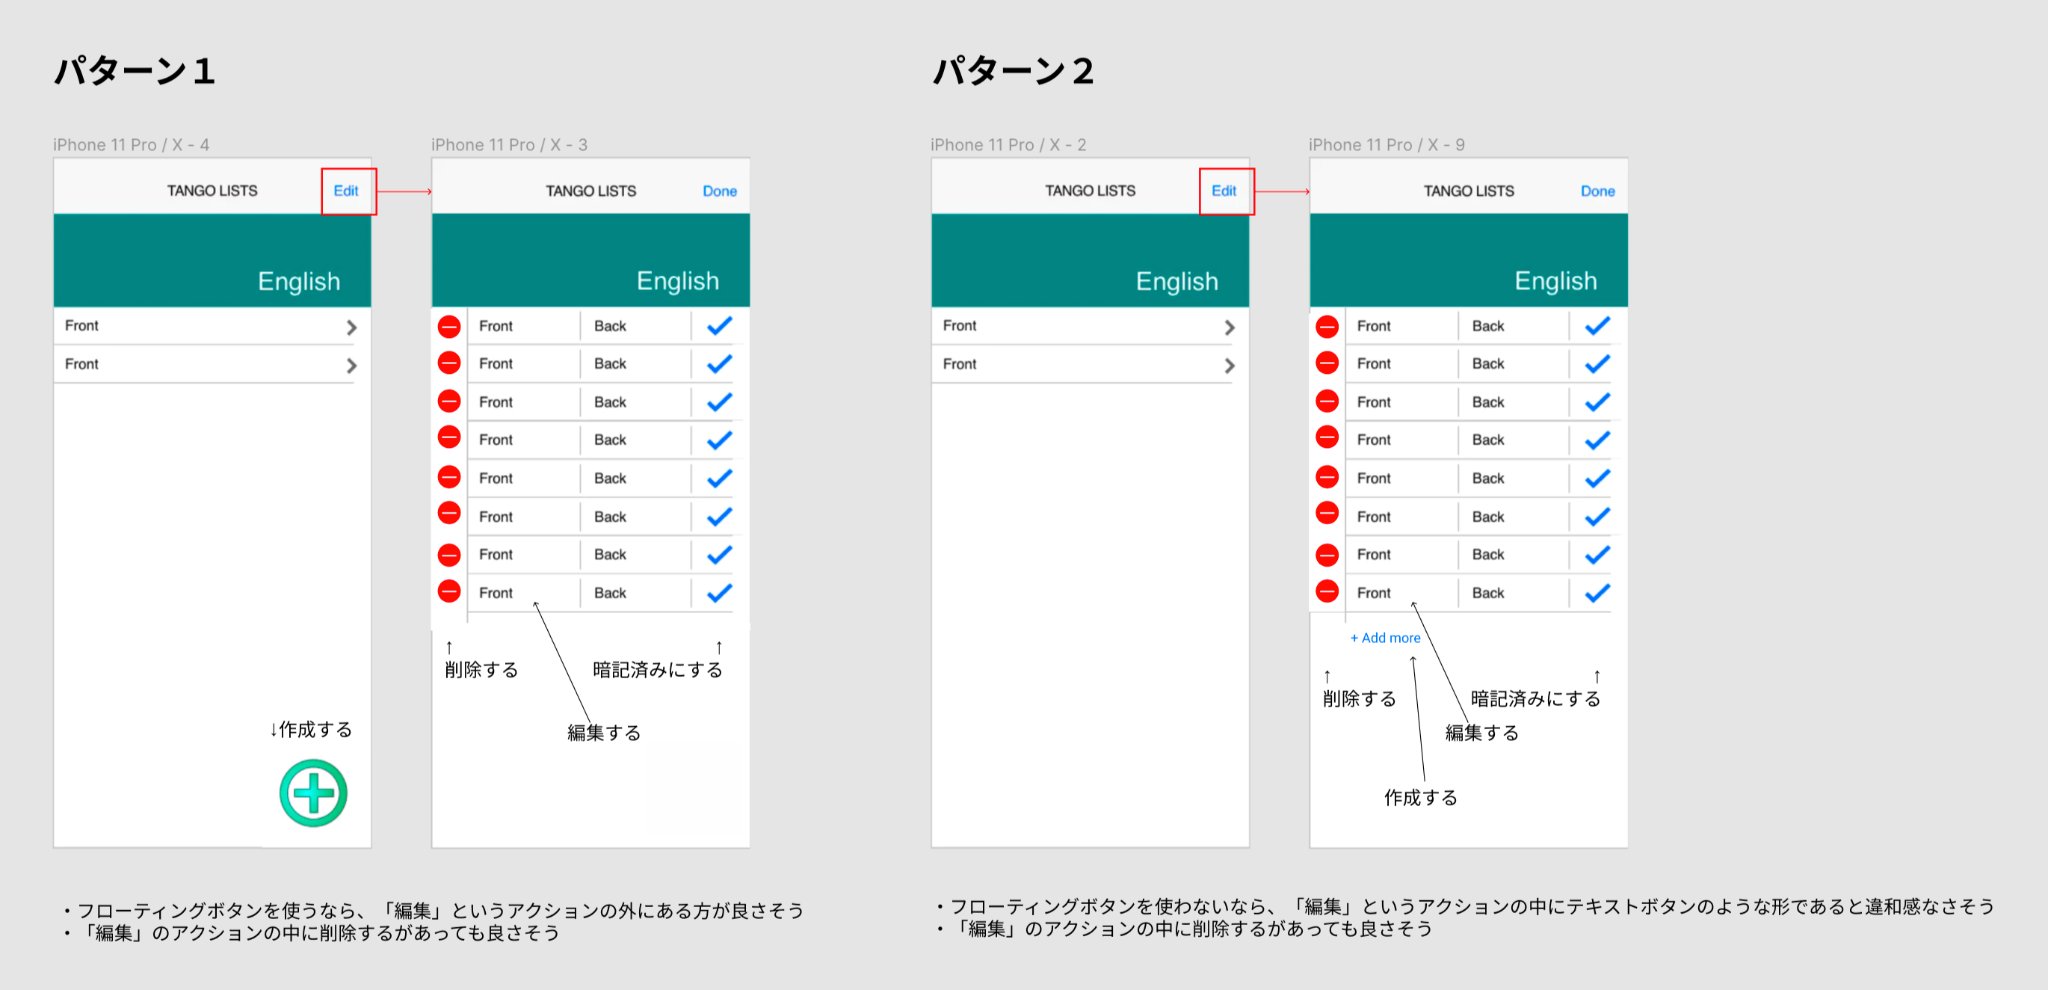 パターン１
iPhone 11 Pro / X - 4
TANGO LISTS
Edit
English
Front
Front
↓作成する
iPhone 11 Pro / X - 3
TANGO LISTS
Done
English
Front Back
Front Back
Front Back
Front Back
Front Back
Front Back
Front Back
Front Back
↑ ↑
削除する 暗記済みにする
編集する
・フローティングボタンを使うなら、「編集」というアクションの外にある方が良さそう
・「編集」のアクションの中に削除するがあっても良さそう
パターン２
iPhone 11 Pro / X - 2
TANGO LISTS
Edit
English
Front
Front
iPhone 11 Pro / X - 9
TANGO LISTS
Done
English
Front Back
Front Back
Front Back
Front Back
Front Back
Front Back
Front Back
Front Back
+ Add more
↑ ↑
削除する 暗記済みにする
編集する
作成する
・フローティングボタンを使わないなら、「編集」というアクションの中にテキストボタンのような形であると違和感なさそう
・「編集」のアクションの中に削除するがあっても良さそう